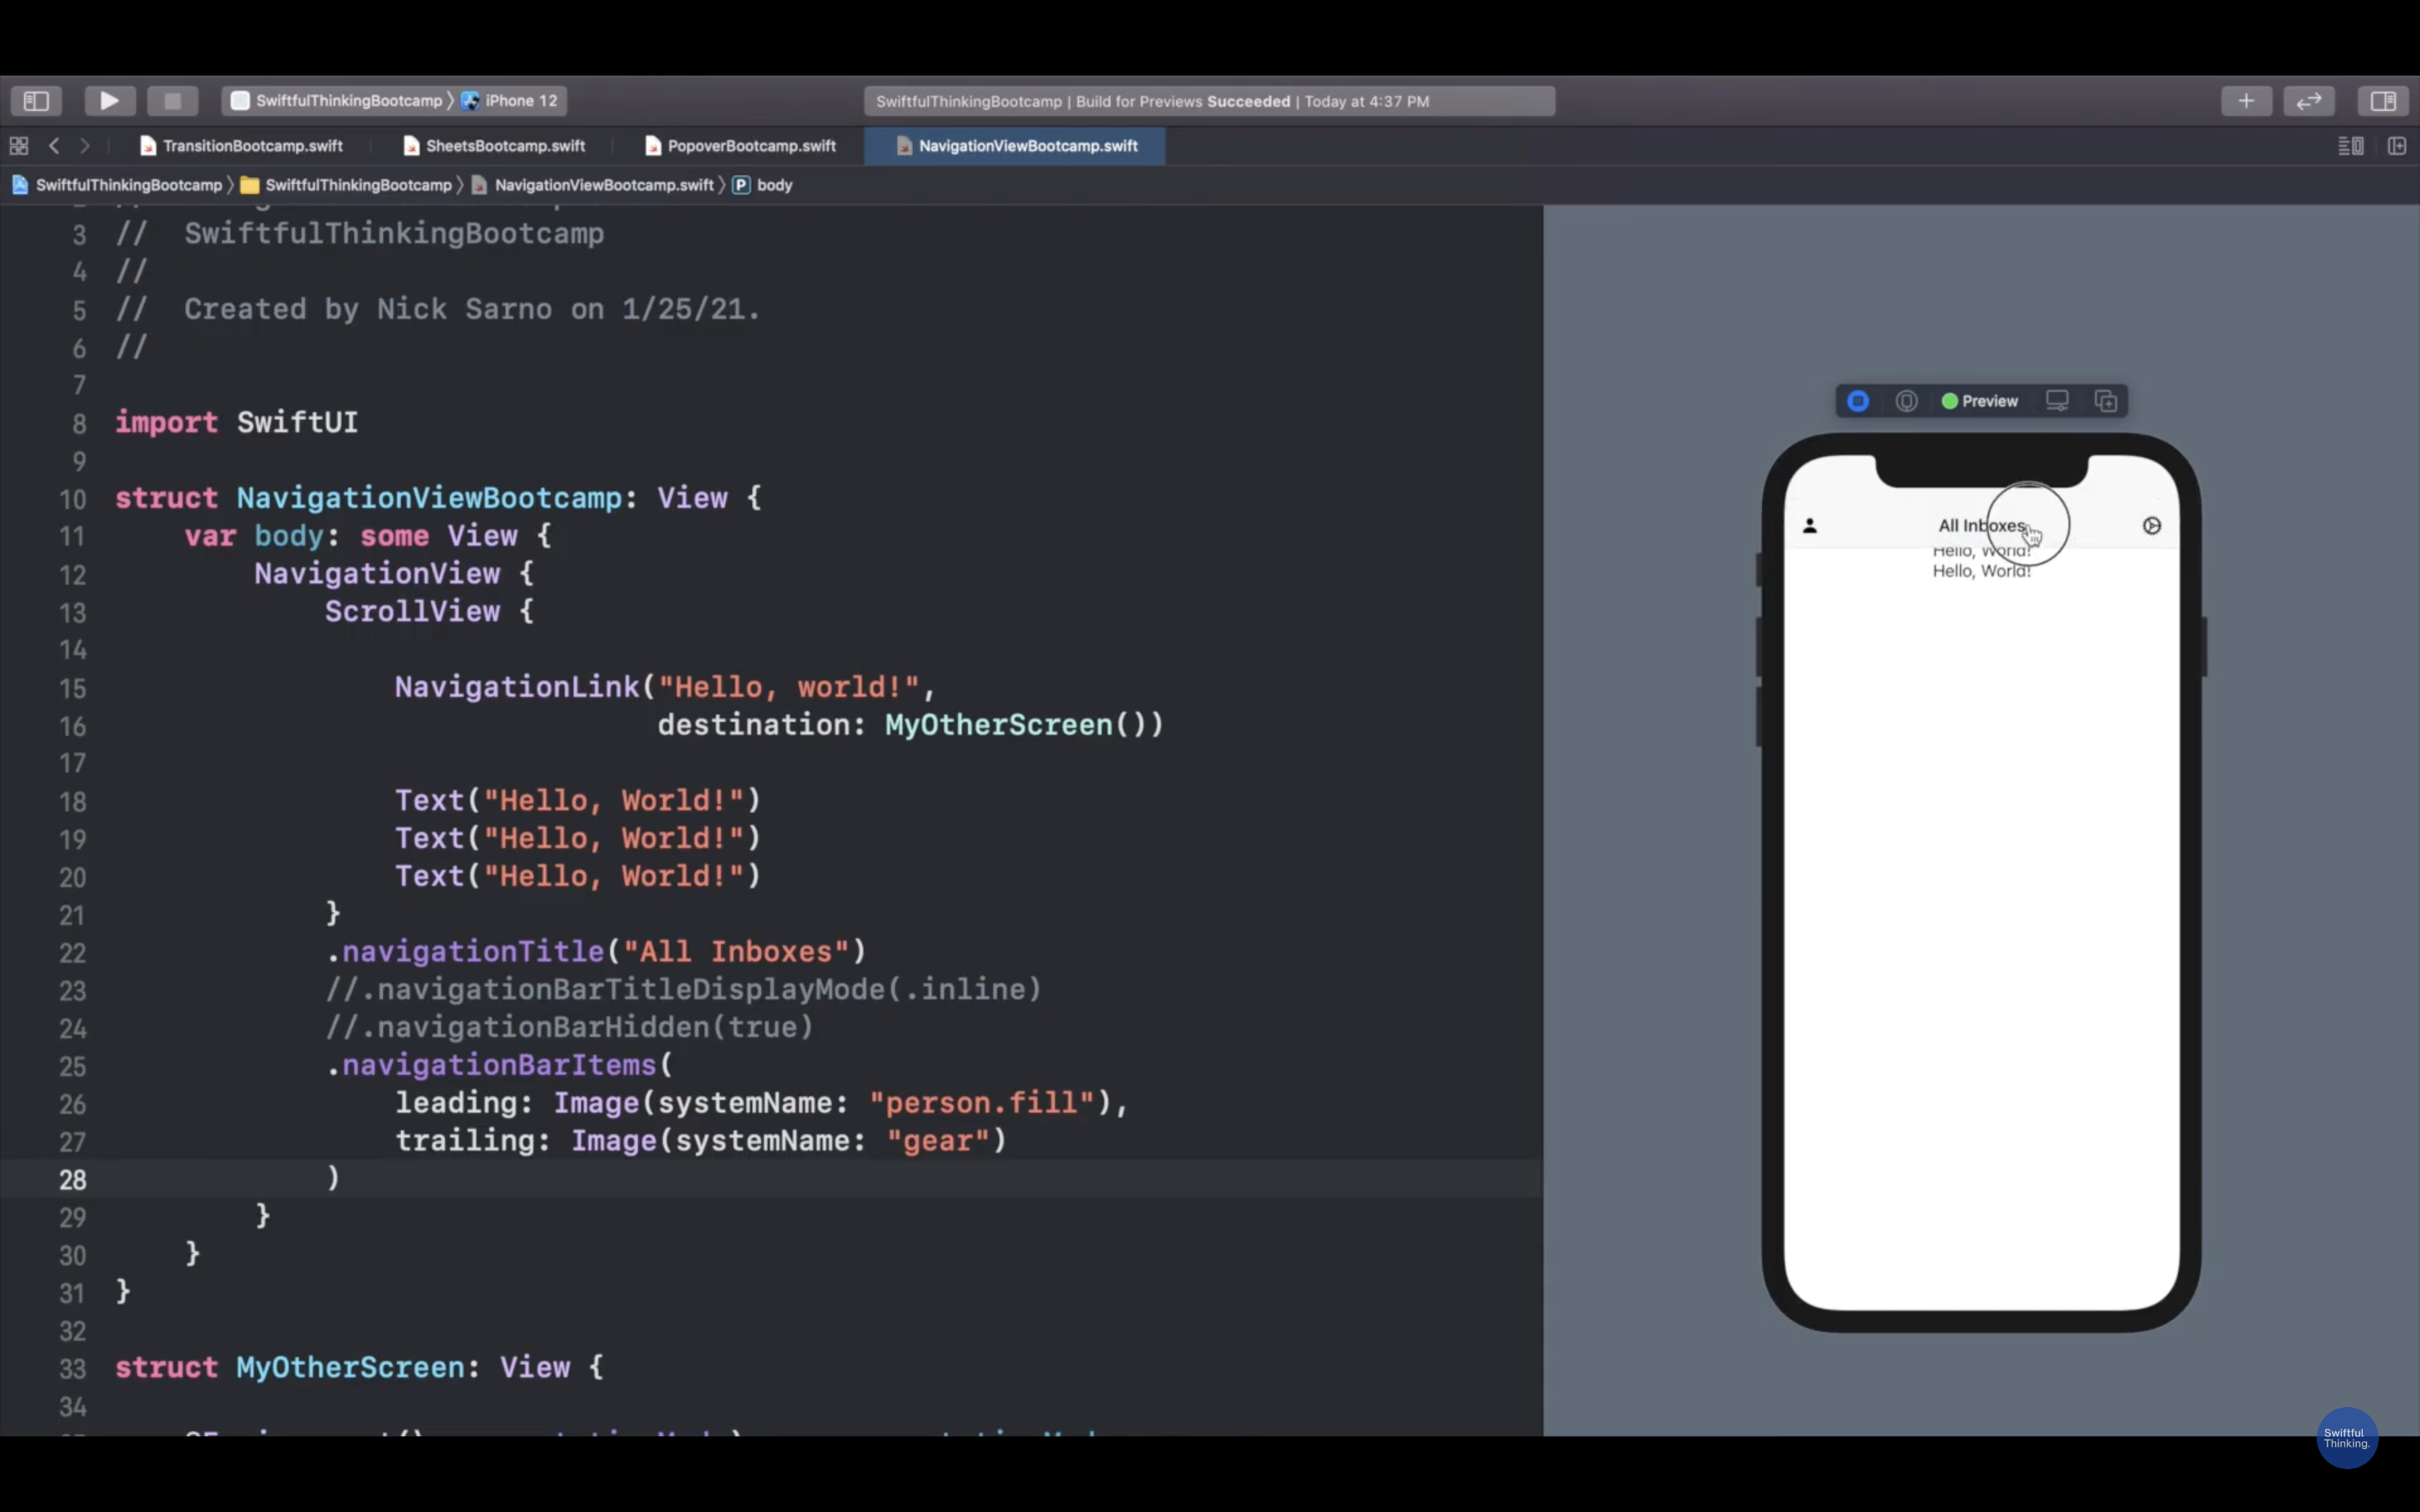 SwiftfulThinkingBootcamp 〉 iPhone 12
SwiftfulThinkingBootcamp | Build for Previews Succeeded | Today at 4:37 PM
TransitionBootcamp.swift
SheetsBootcamp.swift
PopoverBootcamp.swift
NavigationViewBootcamp.swift
SwiftfulThinkingBootcamp 〉 SwiftfulThinkingBootcamp 〉 NavigationViewBootcamp.swift 〉 P body
3 //  SwiftfulThinkingBootcamp
4 //
5 //  Created by Nick Sarno on 1/25/21.
6 //
7
8 import SwiftUI
9
10 struct NavigationViewBootcamp: View {
11     var body: some View {
12         NavigationView {
13             ScrollView {
14
15                 NavigationLink("Hello, world!",
16                                destination: MyOtherScreen())
17
18                 Text("Hello, World!")
19                 Text("Hello, World!")
20                 Text("Hello, World!")
21             }
22             .navigationTitle("All Inboxes")
23             //.navigationBarTitleDisplayMode(.inline)
24             //.navigationBarHidden(true)
25             .navigationBarItems(
26                 leading: Image(systemName: "person.fill"),
27                 trailing: Image(systemName: "gear")
28             )
29         }
30     }
31 }
32
33 struct MyOtherScreen: View {
34
Preview
All Inboxes
Hello, World!
Hello, World!
Swiftful
Thinking.